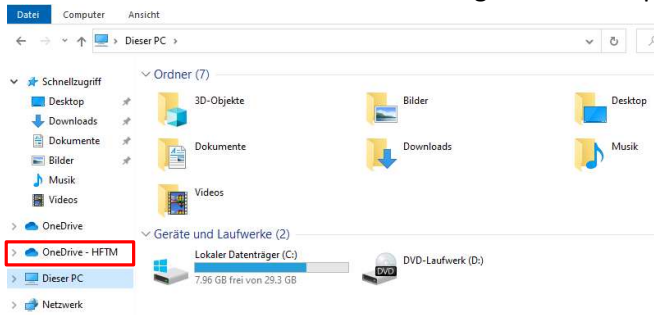 Datei Computer Ansicht
Dieser PC
Schnellzugriff
Desktop
Downloads
Dokumente
Bilder
Musik
Videos
OneDrive
OneDrive - HFTM
Dieser PC
Netzwerk
Ordner (7)
3D-Objekte Bilder Desktop
Dokumente Downloads Musik
Videos
Geräte und Laufwerke (2)
Lokaler Datenträger (C:)
7.96 GB frei von 29.3 GB
DVD-Laufwerk (D:)
DVD